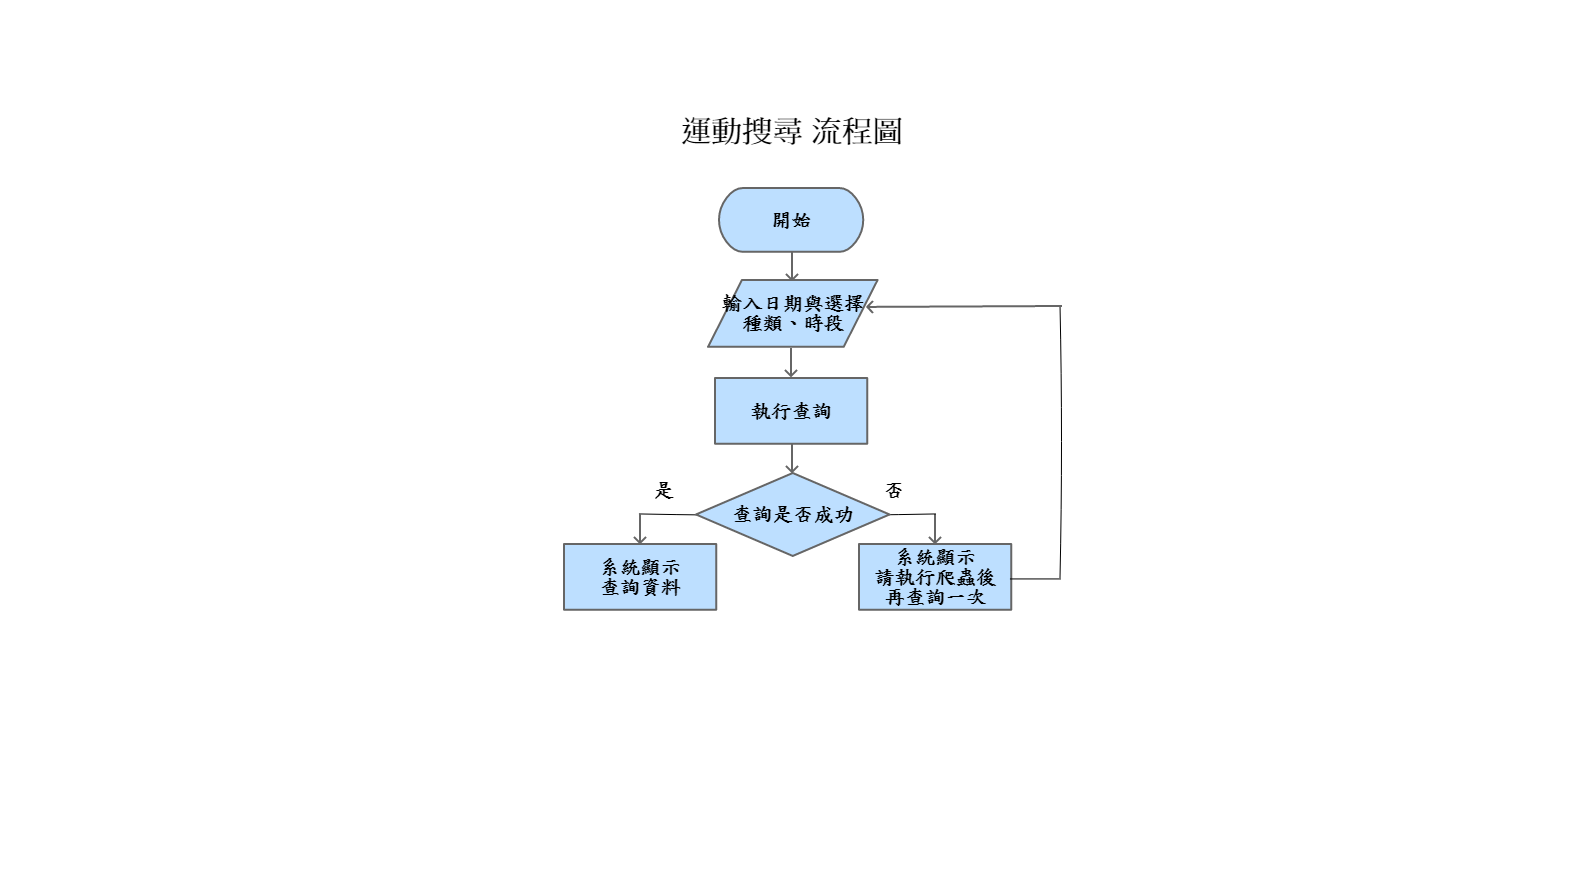 運動搜尋 流程圖
開始
輸入日期與選擇
種類、時段
執行查詢
是
否
查詢是否成功
系統顯示
查詢資料
系統顯示
請執行爬蟲後
再查詢一次